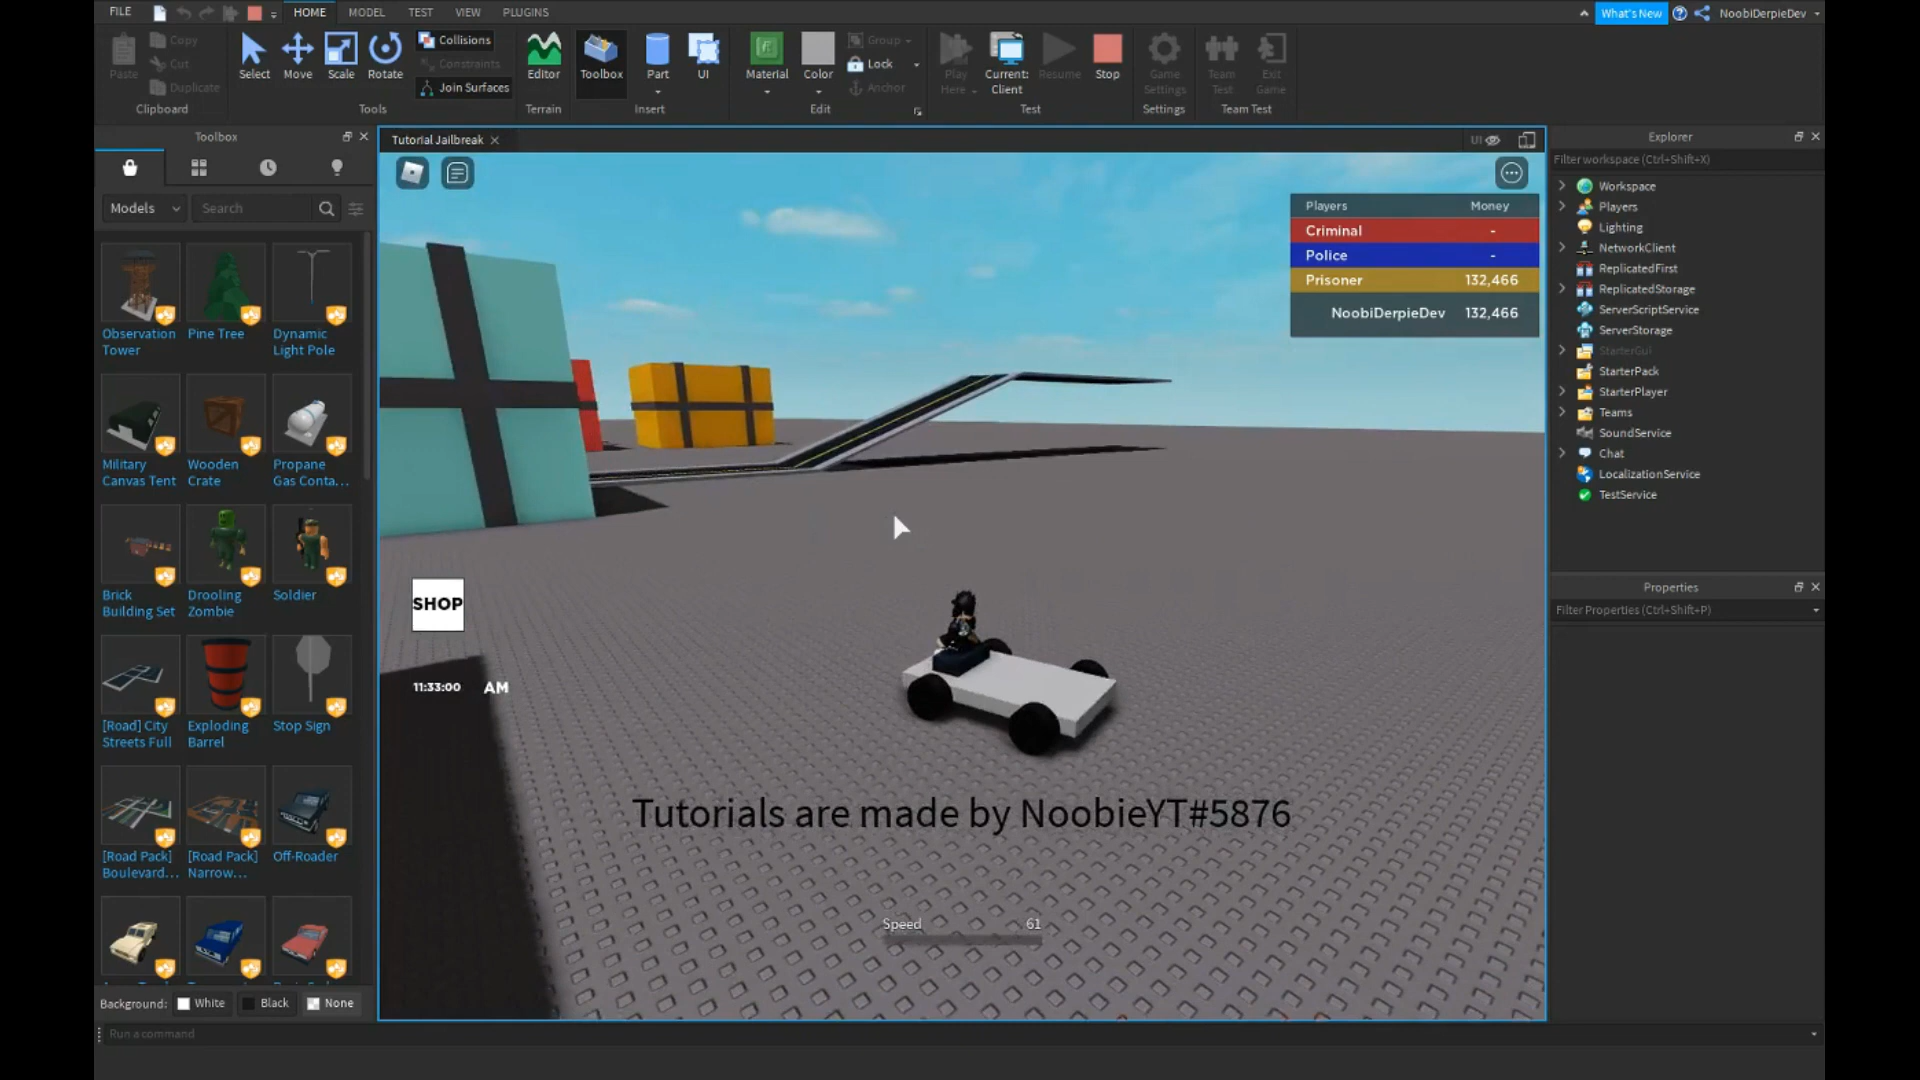 FILE HOME MODEL TEST VIEW PLUGINS What's New NoobiDerpieDev
Paste Copy Cut Duplicate
Clipboard
Select Move Scale Rotate
Collisions
Constraints
Join Surfaces
Tools
Editor
Terrain
Toolbox Part UI
Insert
Material Color
Group
Lock
Anchor
Edit
Play Here Current: Client Resume Stop
Test
Game Settings
Settings
Team Test Exit Game
Team Test
Toolbox
Models Search
Observation Tower
Pine Tree
Dynamic Light Pole
Military Canvas Tent
Wooden Crate
Propane Gas Conta...
Brick Building Set
Drooling Zombie
Soldier
[Road] City Streets Full
Exploding Barrel
Stop Sign
[Road Pack] Boulevard...
[Road Pack] Narrow...
Off-Roader
Background: White Black None
Run a command
Tutorial Jailbreak
UI
Players Money
Criminal -
Police -
Prisoner 132,466
NoobiDerpieDev 132,466
SHOP
11:33:00 AM
Tutorials are made by NoobieYT#5876
Speed 61
Explorer
Filter workspace (Ctrl+Shift+X)
Workspace
Players
Lighting
NetworkClient
ReplicatedFirst
ReplicatedStorage
ServerScriptService
ServerStorage
StarterGui
StarterPack
StarterPlayer
Teams
SoundService
Chat
LocalizationService
TestService
Properties
Filter Properties (Ctrl+Shift+P)